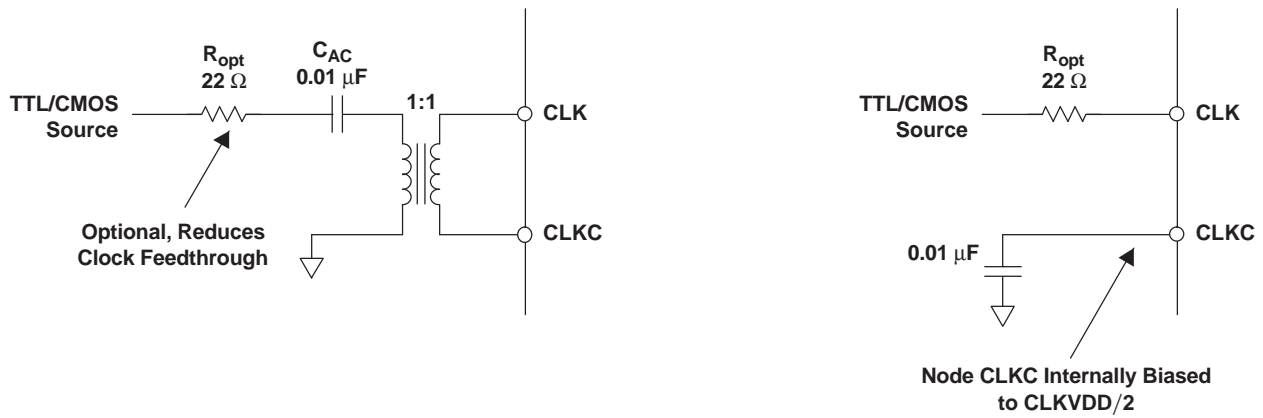 R_opt
22 Ω
C_AC
0.01 μF
1:1
TTL/CMOS
Source
CLK
CLKC
Optional, Reduces
Clock Feedthrough
R_opt
22 Ω
TTL/CMOS
Source
CLK
CLKC
0.01 μF
Node CLKC Internally Biased
to CLKVDD/2